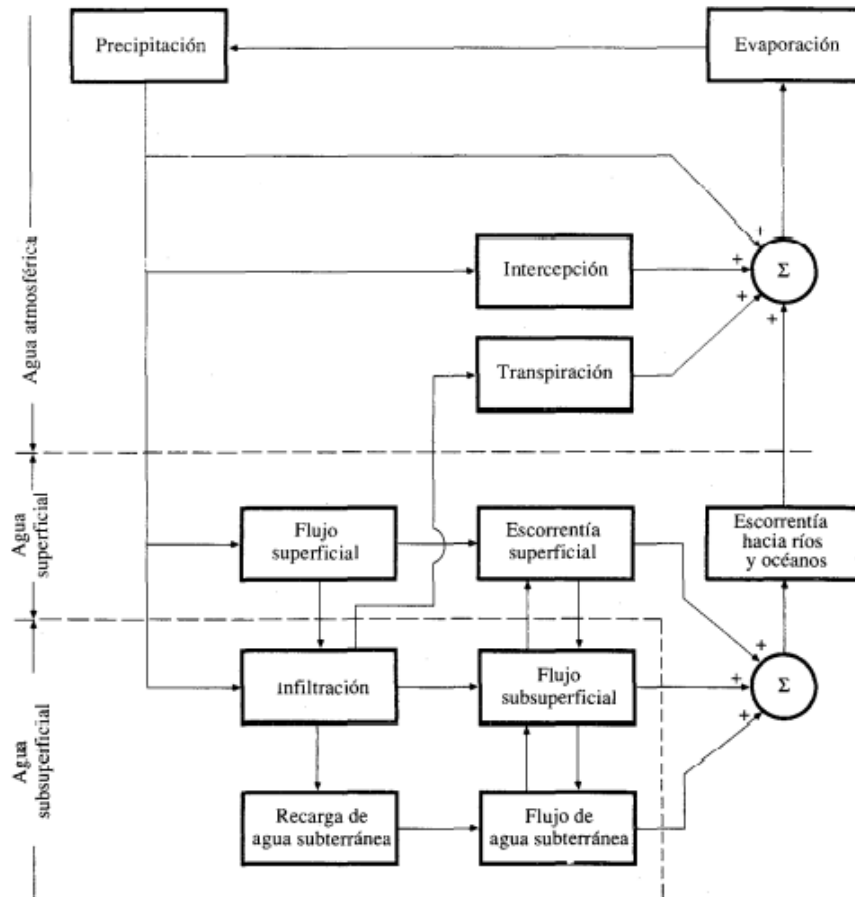 Precipitación
Evaporación
Agua atmosférica
Intercepción
+
Σ
+
+
Transpiración
Agua
superficial
Flujo
superficial
Escorrentía
superficial
Escorrentía
hacia ríos
y océanos
Agua
subsuperficial
Infiltración
Flujo
subsuperficial
+
+
+
Σ
Recarga de
agua subterránea
Flujo de
agua subterránea